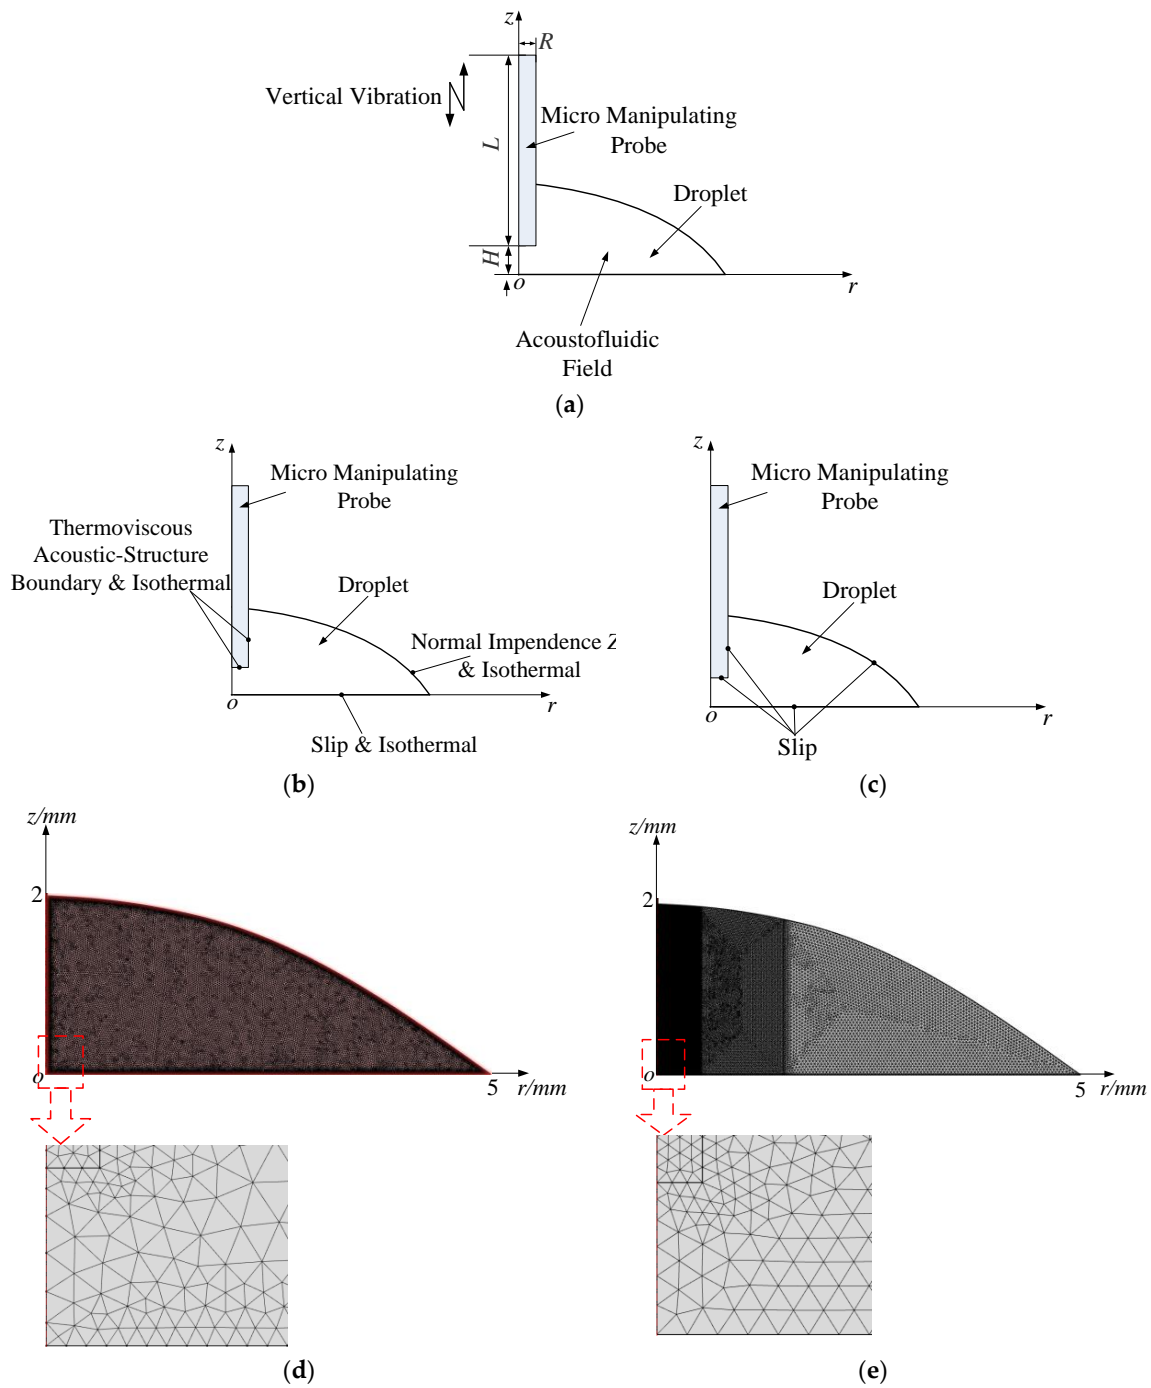 z
R
Vertical Vibration
Micro Manipulating
Probe
L
Droplet
H
o
r
Acoustofluidic
Field
(a)
z
Micro Manipulating
Probe
Thermoviscous
Acoustic-Structure
Boundary & Isothermal
Droplet
Normal Impendence Z
& Isothermal
o
r
Slip & Isothermal
(b)
z
Micro Manipulating
Probe
Droplet
o
r
Slip
(c)
z/mm
2
o
5
r/mm
(d)
z/mm
2
o
5
r/mm
(e)